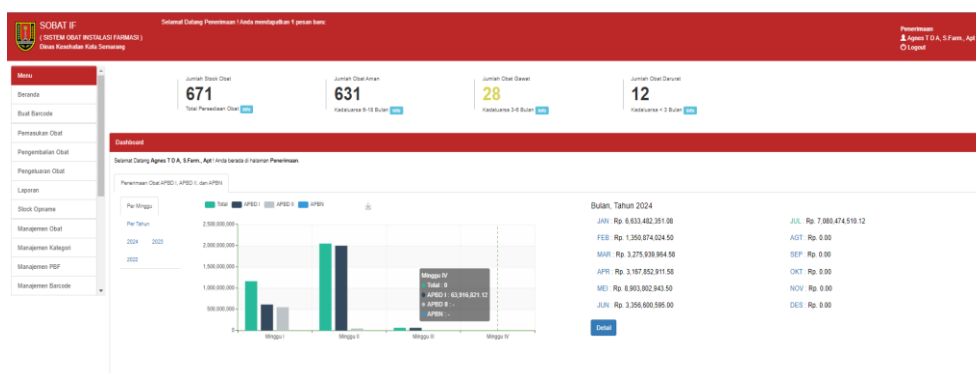 SOBAT IF
( SISTEM OBAT INSTALASI FARMASI )
Dinas Kesehatan Kota Semarang
Selamat Datang Penerimaan ! Anda mendapatkan 1 pesan baru:
Penerimaan
Agnes T D A, S.Farm., Apt
Logout
Menu
Beranda
Buat Barcode
Pemasukan Obat
Pengembalian Obat
Pengeluaran Obat
Laporan
Stock Opname
Manajemen Obat
Manajemen Kategori
Manajemen PBF
Manajemen Barcode
Jumlah Stock Obat
671
Total Persediaan Obat Info
Jumlah Obat Aman
631
Kadaluarsa 6-18 Bulan Info
Jumlah Obat Gawat
28
Kadaluarsa 3-6 Bulan Info
Jumlah Obat Darurat
12
Kadaluarsa < 3 Bulan Info
Dashboard
Selamat Datang Agnes T D A, S.Farm., Apt ! Anda berada di halaman Penerimaan.
Penerimaan Obat APBD I, APBD II, dan APBN
Per Minggu
Per Tahun
2024 2023
2022
Total APBD I APBD II APBN
2,500,000,000
2,000,000,000
1,500,000,000
1,000,000,000
500,000,000
0
Minggu I Minggu II Minggu III Minggu IV
Minggu IV
Total : 0
APBD I : 63,916,821.12
APBD II : -
APBN : -
Bulan, Tahun 2024
JAN : Rp. 6,633,482,351.08
FEB : Rp. 1,350,874,024.50
MAR : Rp. 3,275,939,964.58
APR : Rp. 3,167,852,911.58
MEI : Rp. 8,903,802,943.50
JUN : Rp. 3,356,600,595.00
JUL : Rp. 7,080,474,510.12
AGT : Rp. 0.00
SEP : Rp. 0.00
OKT : Rp. 0.00
NOV : Rp. 0.00
DES : Rp. 0.00
Detail